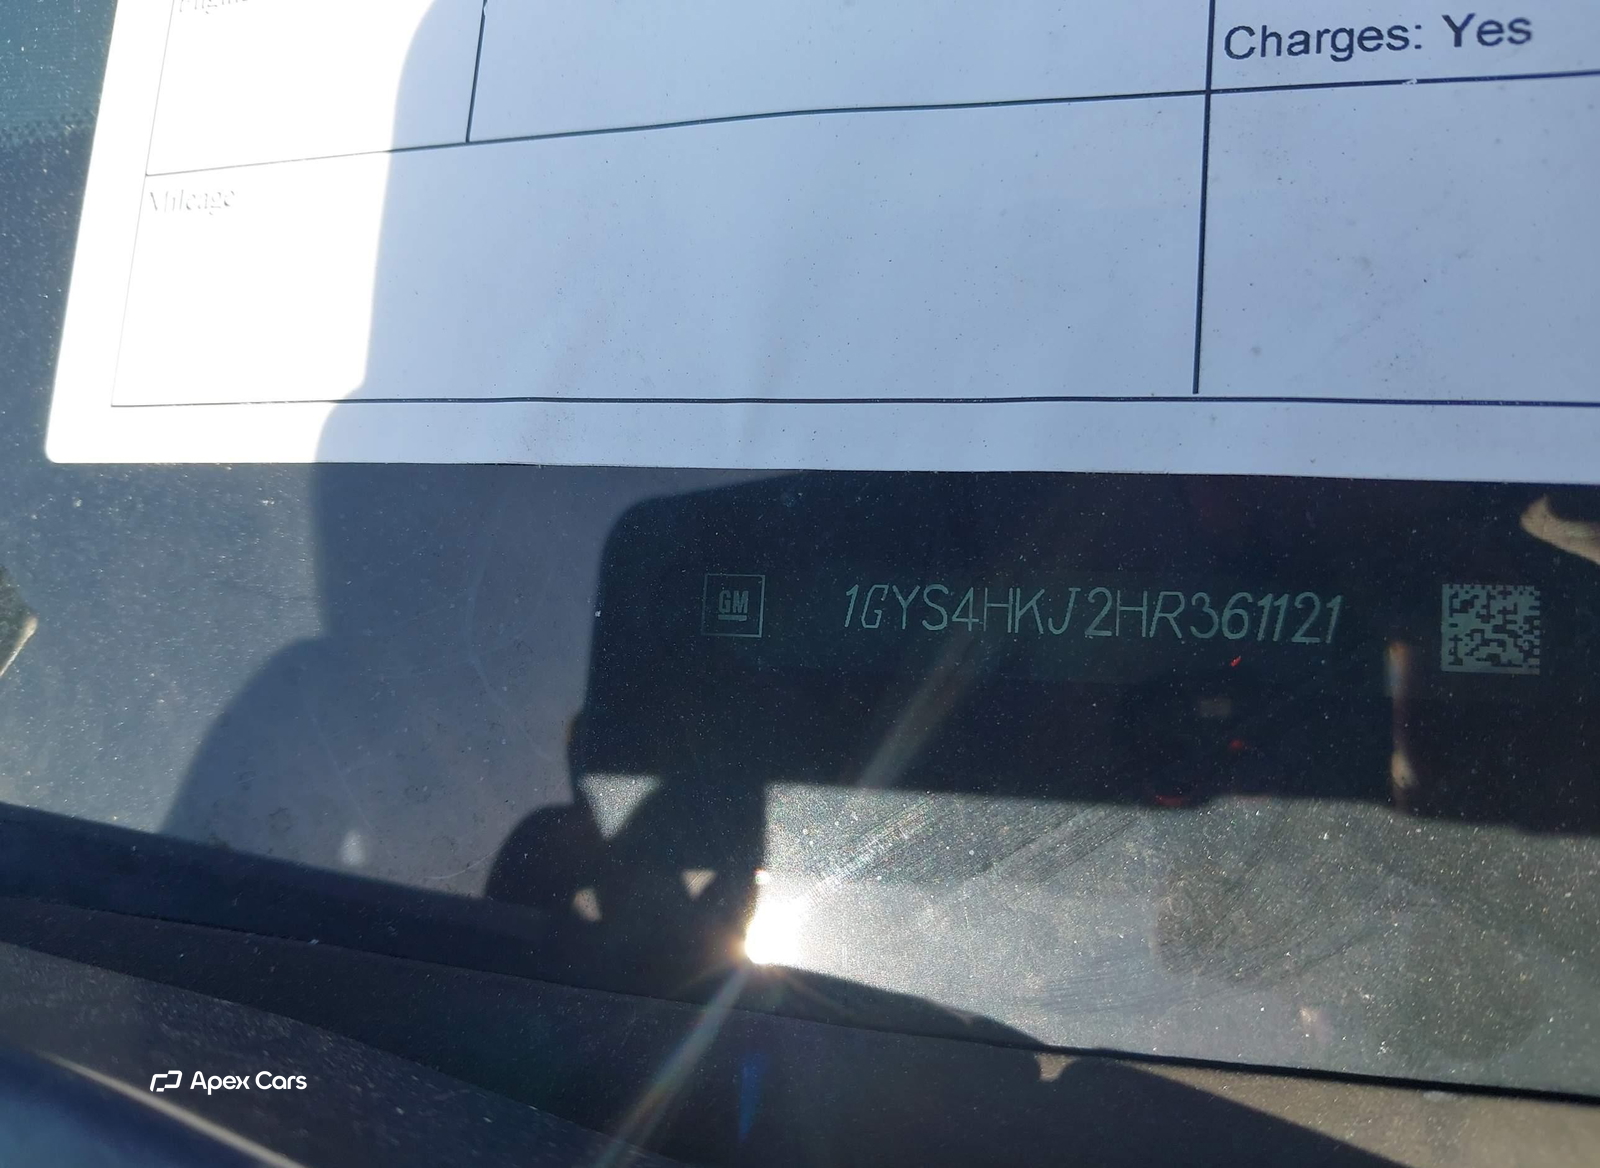 Charges: Yes
Mileage
GM
1GYS4HKJ2HR361121
Apex Cars